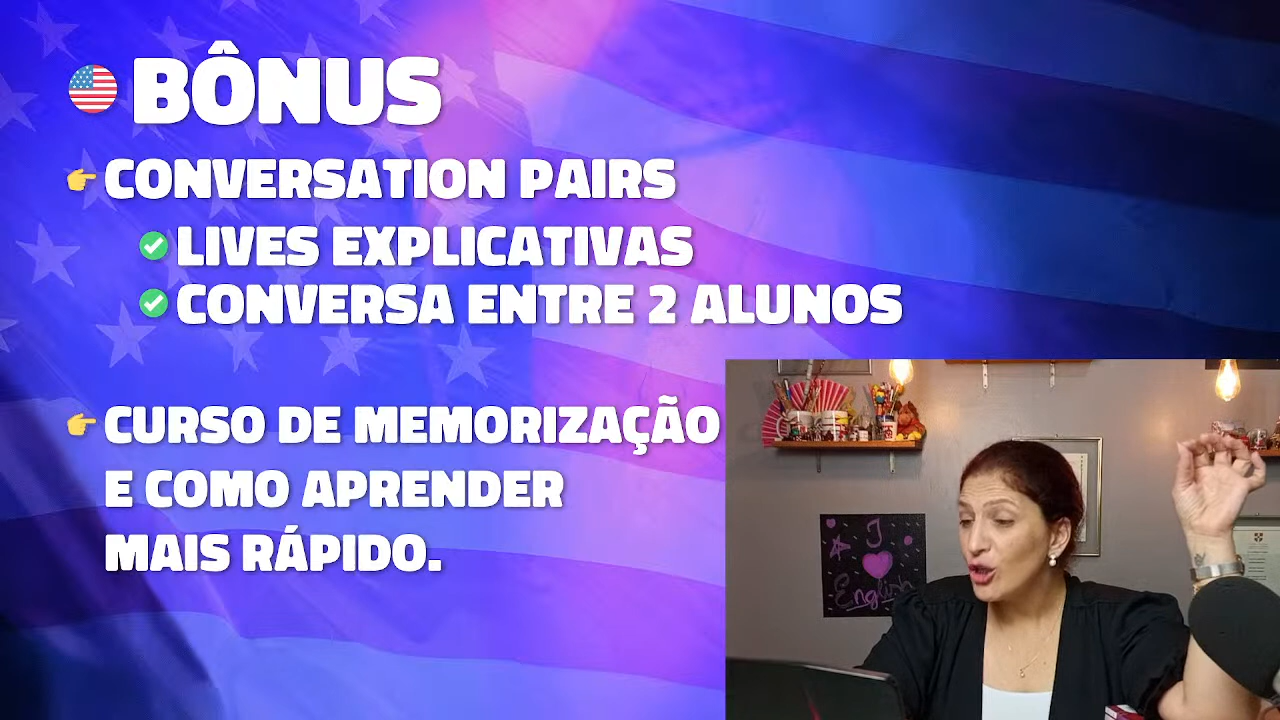 BÔNUS
CONVERSATION PAIRS
LIVES EXPLICATIVAS
CONVERSA ENTRE 2 ALUNOS
CURSO DE MEMORIZAÇÃO
E COMO APRENDER
MAIS RÁPIDO.
I
English